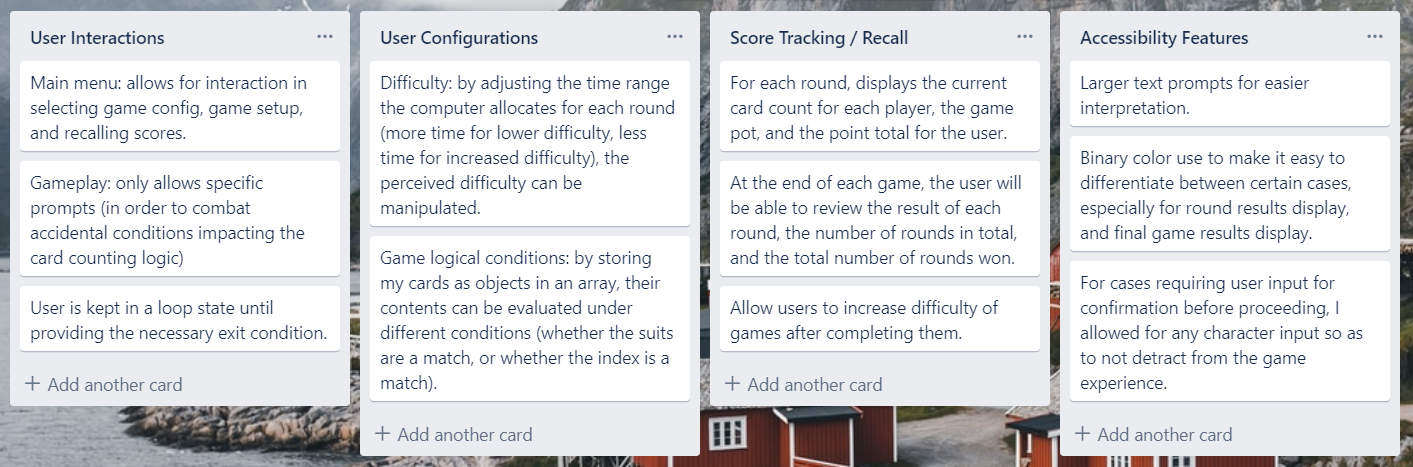 User Interactions
Main menu: allows for interaction in
selecting game config, game setup,
and recalling scores.
Gameplay: only allows specific
prompts (in order to combat
accidental conditions impacting the
card counting logic)
User is kept in a loop state until
providing the necessary exit condition.
+ Add another card
User Configurations
Difficulty: by adjusting the time range
the computer allocates for each round
(more time for lower difficulty, less
time for increased difficulty), the
perceived difficulty can be
manipulated.
Game logical conditions: by storing
my cards as objects in an array, their
contents can be evaluated under
different conditions (whether the suits
are a match, or whether the index is a
match).
+ Add another card
Score Tracking / Recall
For each round, displays the current
card count for each player, the game
pot, and the point total for the user.
At the end of each game, the user will
be able to review the result of each
round, the number of rounds in total,
and the total number of rounds won.
Allow users to increase difficulty of
games after completing them.
+ Add another card
Accessibility Features
Larger text prompts for easier
interpretation.
Binary color use to make it easy to
differentiate between certain cases,
especially for round results display,
and final game results display.
For cases requiring user input for
confirmation before proceeding, I
allowed for any character input so as
to not detract from the game
experience.
+ Add another card